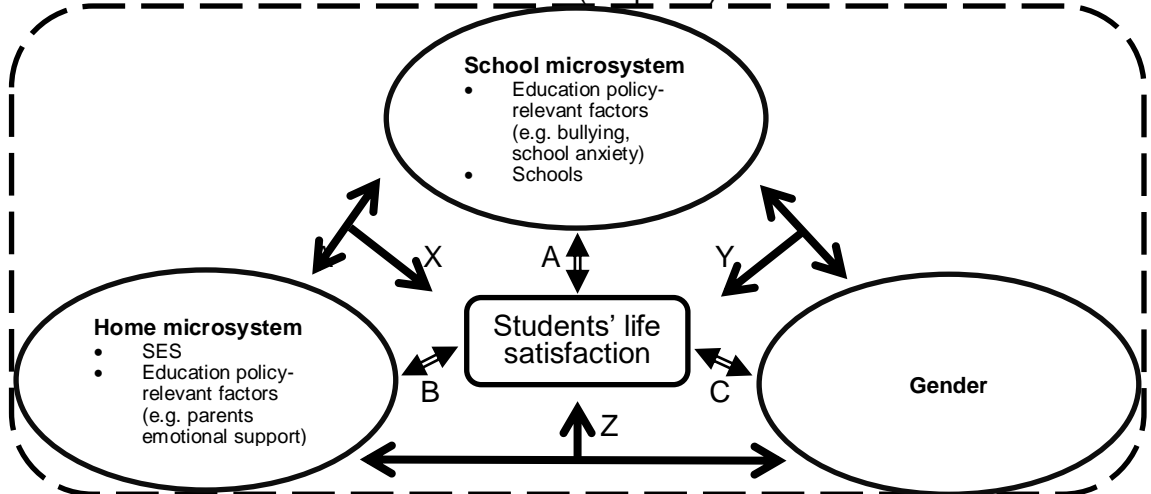 School microsystem
• Education policy-
relevant factors
(e.g. bullying,
school anxiety)
• Schools
X
A
Y
Students' life
satisfaction
Home microsystem
• SES
• Education policy-
relevant factors
(e.g. parents
emotional support)
B
C
Gender
Z